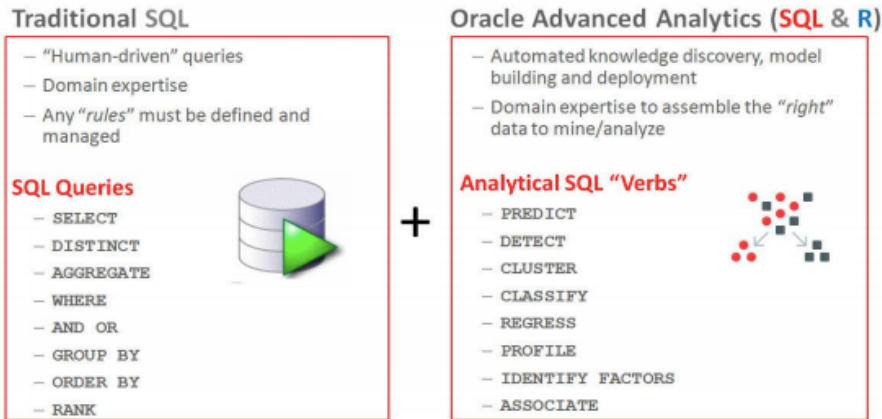 Traditional SQL
– "Human-driven" queries
– Domain expertise
– Any "rules" must be defined and
managed
SQL Queries
– SELECT
– DISTINCT
– AGGREGATE
– WHERE
– AND OR
– GROUP BY
– ORDER BY
– RANK
+
Oracle Advanced Analytics (SQL & R)
– Automated knowledge discovery, model
building and deployment
– Domain expertise to assemble the "right"
data to mine/analyze
Analytical SQL "Verbs"
– PREDICT
– DETECT
– CLUSTER
– CLASSIFY
– REGRESS
– PROFILE
– IDENTIFY FACTORS
– ASSOCIATE